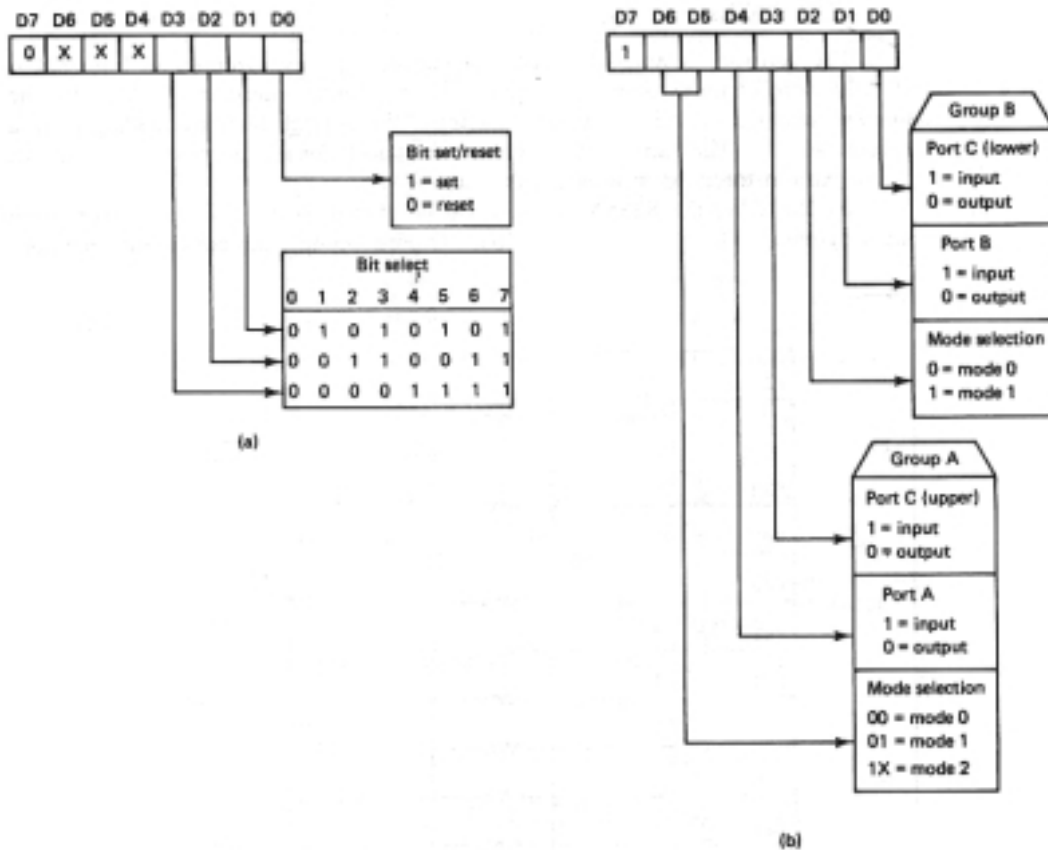 D7 D6 D5 D4 D3 D2 D1 D0
0 X X X
Bit set/reset
1 = set
0 = reset
Bit select
0 1 2 3 4 5 6 7
0 1 0 1 0 1 0 1
0 0 1 1 0 0 1 1
0 0 0 0 1 1 1 1
(a)
D7 D6 D5 D4 D3 D2 D1 D0
1
Group B
Port C (lower)
1 = input
0 = output
Port B
1 = input
0 = output
Mode selection
0 = mode 0
1 = mode 1
Group A
Port C (upper)
1 = input
0 = output
Port A
1 = input
0 = output
Mode selection
00 = mode 0
01 = mode 1
1X = mode 2
(b)